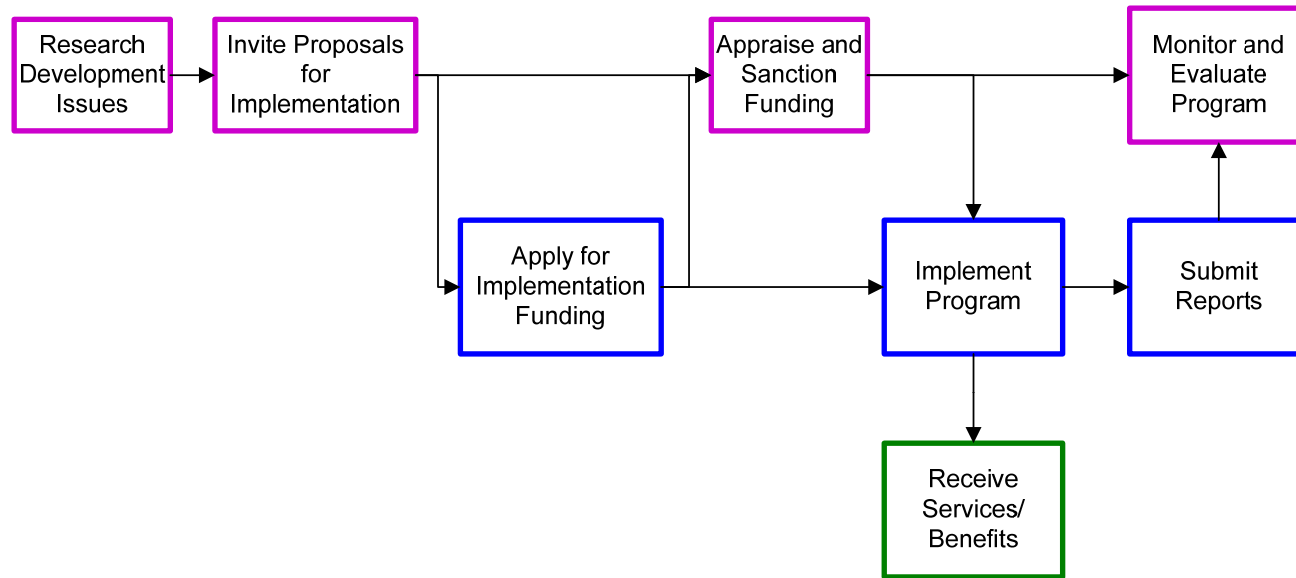 Research
Development
Issues
Invite Proposals
for
Implementation
Appraise and
Sanction
Funding
Monitor and
Evaluate
Program
Apply for
Implementation
Funding
Implement
Program
Submit
Reports
Receive
Services/
Benefits